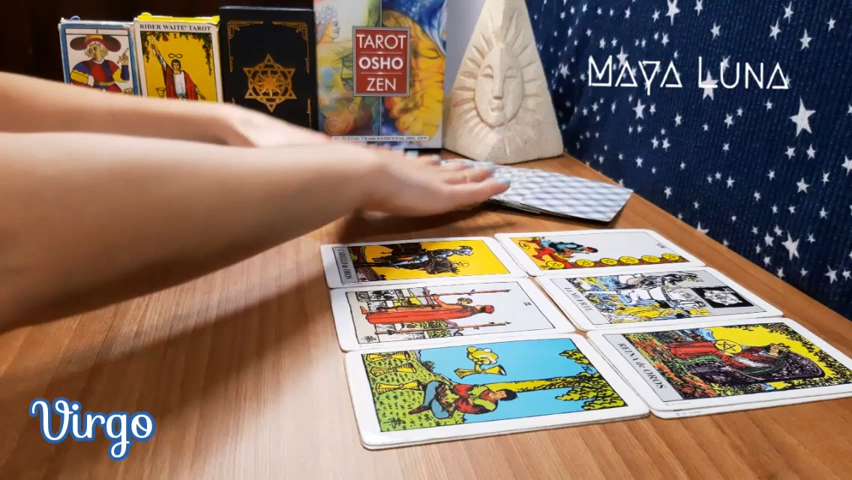 RIDER WAITE' TAROT
TAROT
OSHO
ZEN
MAYA LUNA
REINA de OROS
Virgo